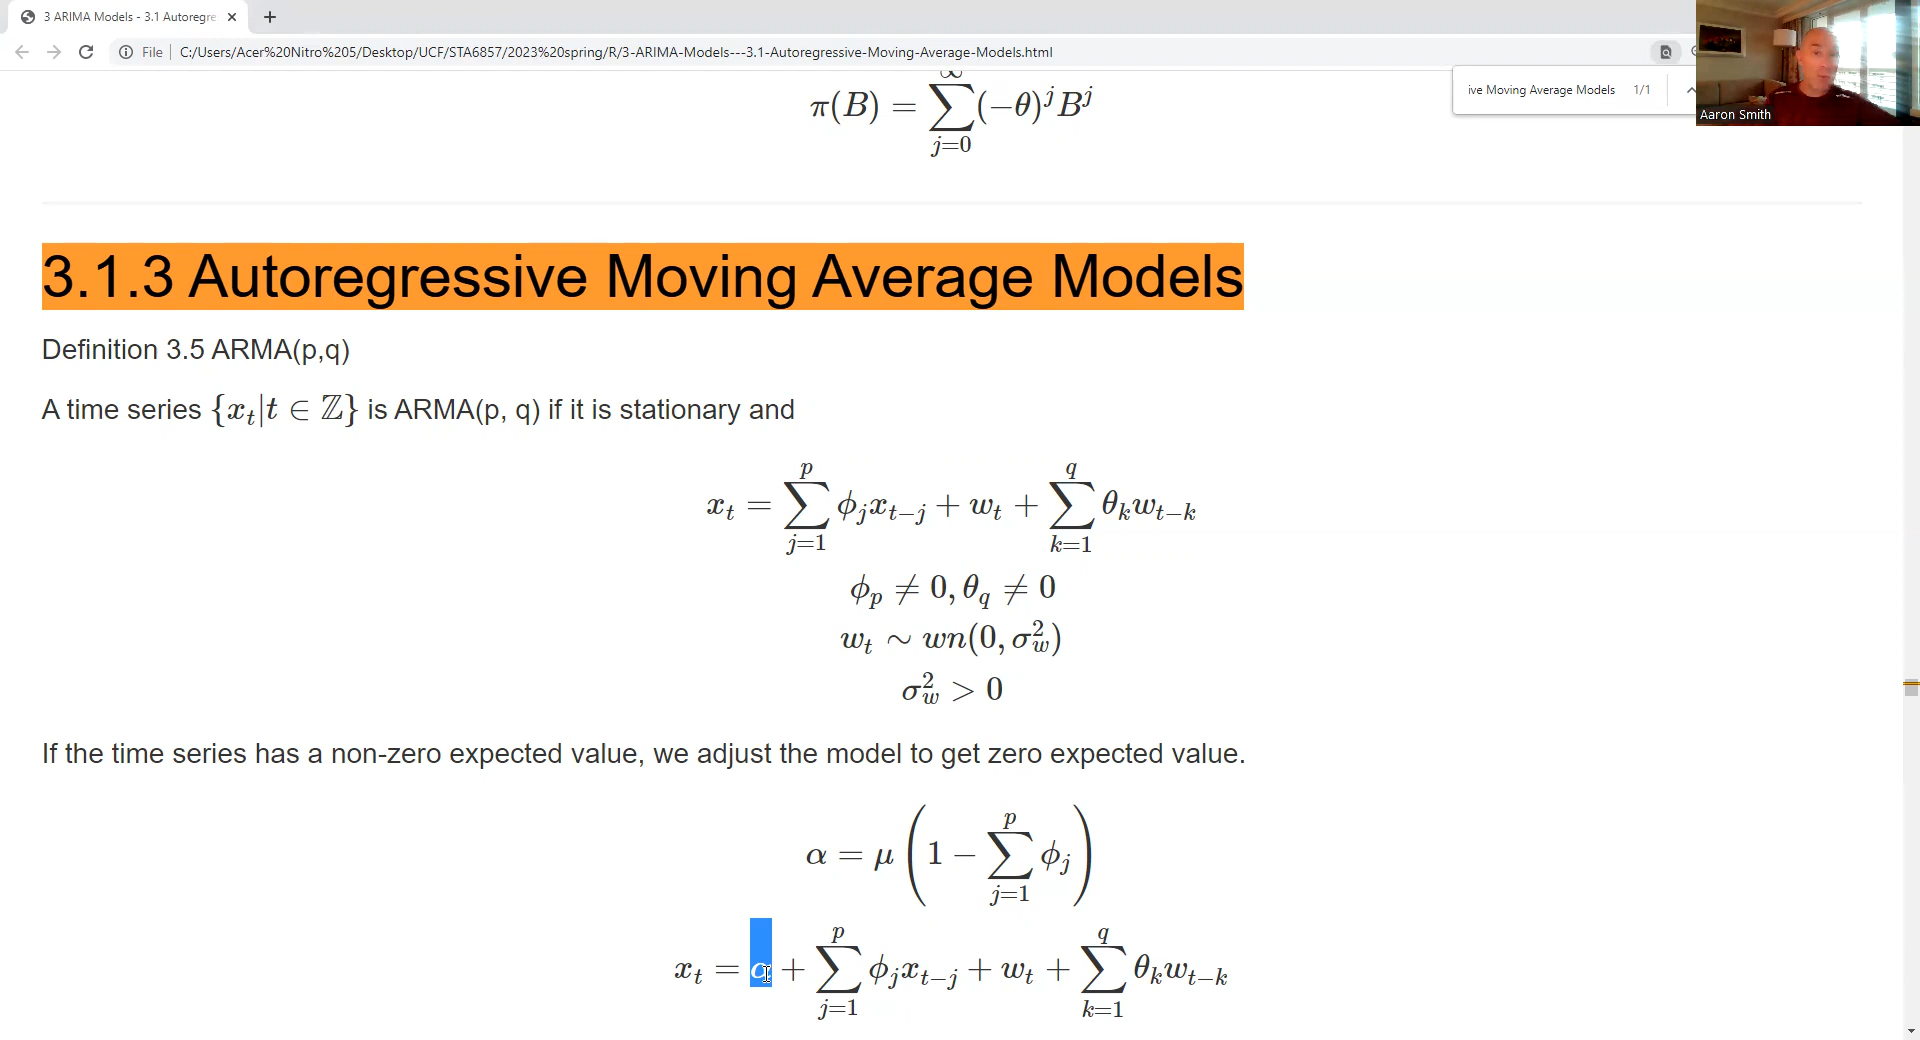 3 ARIMA Models - 3.1 Autoregre
File | C:/Users/Acer%20Nitro%205/Desktop/UCF/STA6857/2023%20spring/R/3-ARIMA-Models---3.1-Autoregressive-Moving-Average-Models.html
ive Moving Average Models 1/1
Aaron Smith
π(B) = ∑_{j=0}^{∞} (−θ)^j B^j
3.1.3 Autoregressive Moving Average Models
Definition 3.5 ARMA(p,q)
A time series {x_t|t ∈ ℤ} is ARMA(p, q) if it is stationary and
x_t = ∑_{j=1}^{p} ϕ_j x_{t−j} + w_t + ∑_{k=1}^{q} θ_k w_{t−k}
ϕ_p ≠ 0, θ_q ≠ 0
w_t ∼ wn(0, σ_w^2)
σ_w^2 > 0
If the time series has a non-zero expected value, we adjust the model to get zero expected value.
α = μ (1 − ∑_{j=1}^{p} ϕ_j)
x_t = α + ∑_{j=1}^{p} ϕ_j x_{t−j} + w_t + ∑_{k=1}^{q} θ_k w_{t−k}